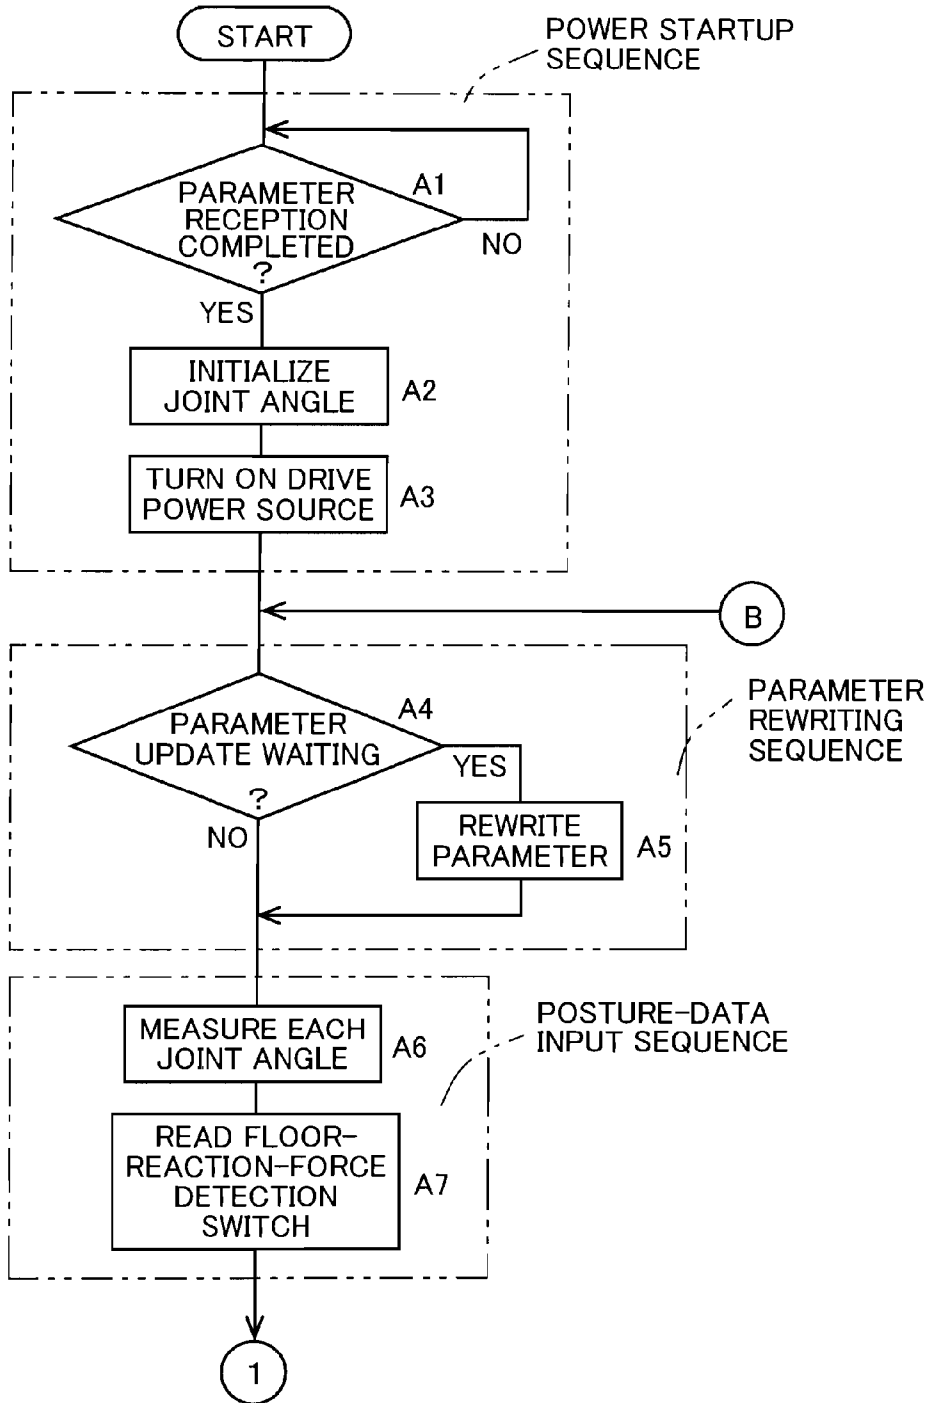 START
POWER STARTUP
SEQUENCE
PARAMETER
RECEPTION
COMPLETED
?
A1
NO
YES
INITIALIZE
JOINT ANGLE
A2
TURN ON DRIVE
POWER SOURCE
A3
B
PARAMETER
UPDATE WAITING
?
A4
YES
NO
REWRITE
PARAMETER
A5
PARAMETER
REWRITING
SEQUENCE
MEASURE EACH
JOINT ANGLE
A6
POSTURE-DATA
INPUT SEQUENCE
READ FLOOR-
REACTION-FORCE
DETECTION
SWITCH
A7
1